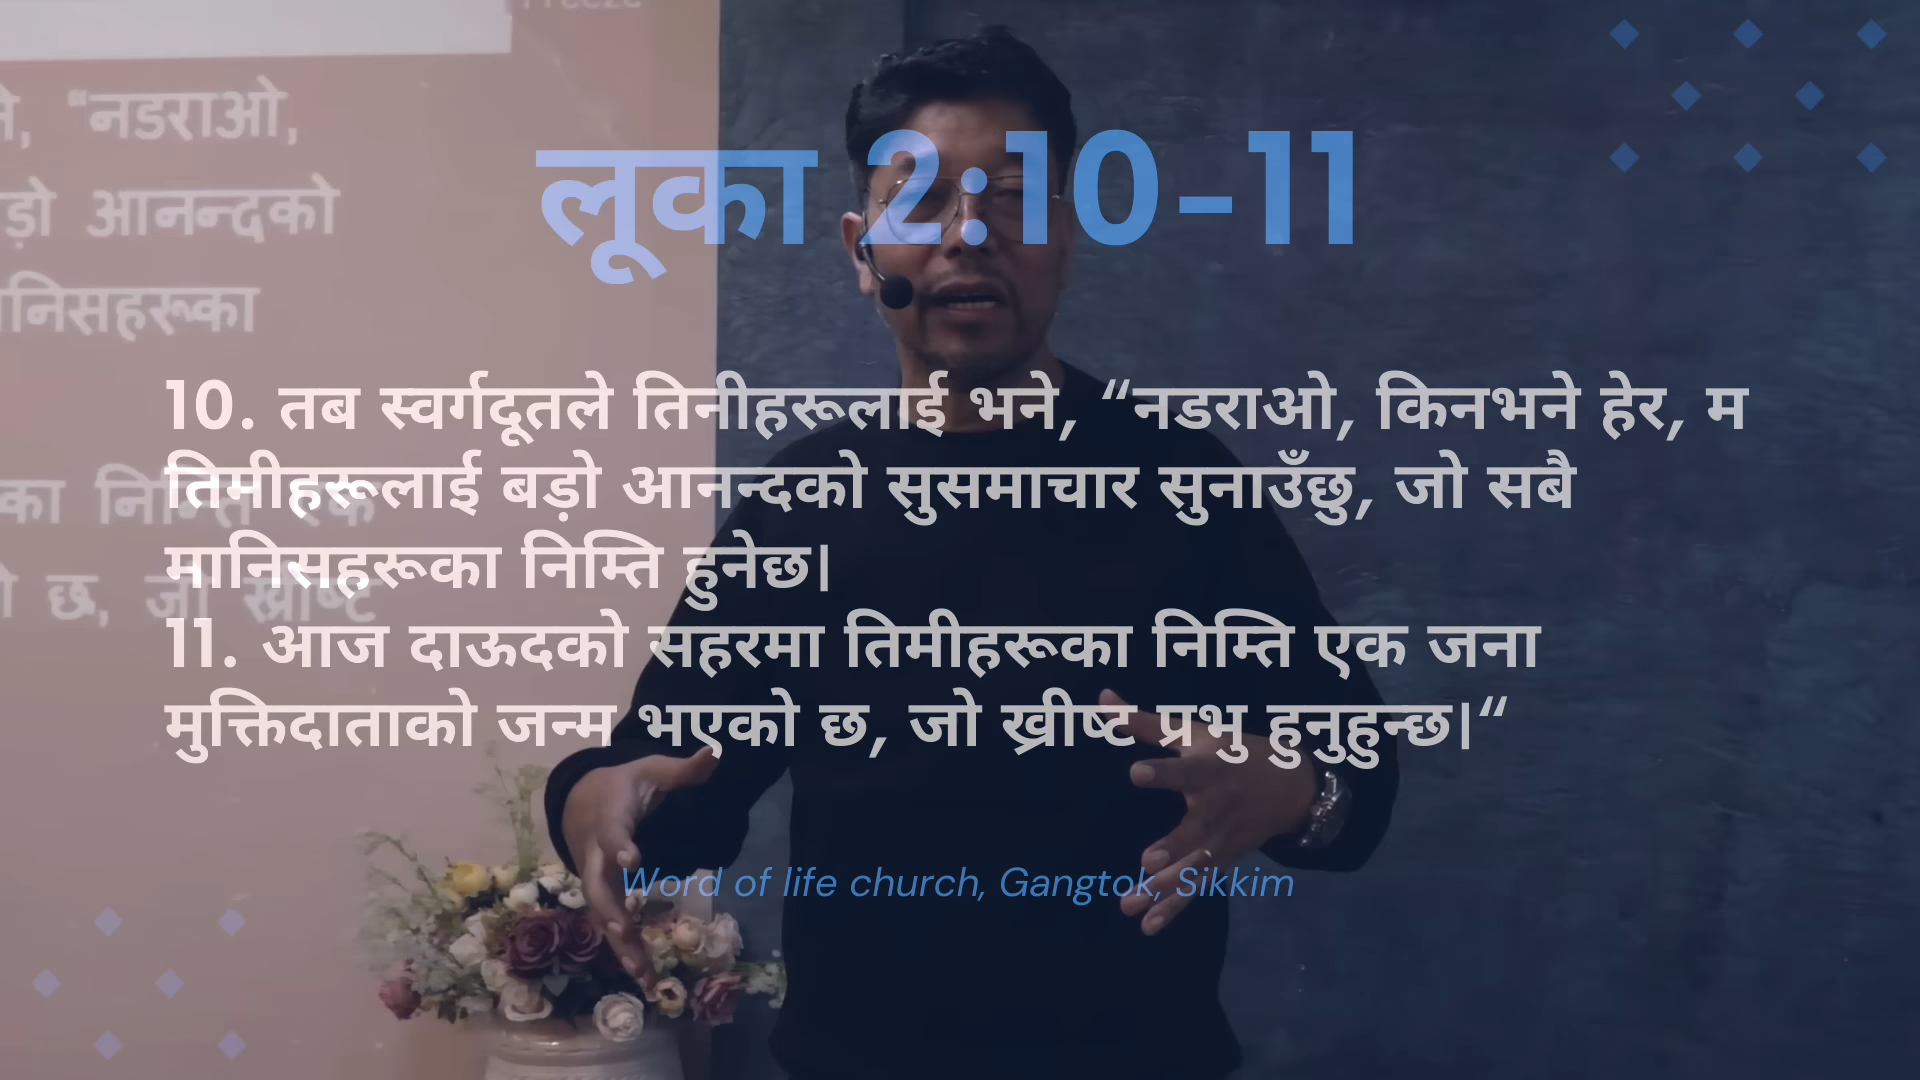 Freeze
“नडराओ,
आनन्दको
लूका 2:10-11
10. तब स्वर्गदूतले तिनीहरूलाई भने, “नडराओ, किनभने हेर, म
तिमीहरूलाई बड़ो आनन्दको सुसमाचार सुनाउँछु, जो सबै
मानिसहरूका निम्ति हुनेछ।
11. आज दाऊदको सहरमा तिमीहरूका निम्ति एक जना
मुक्तिदाताको जन्म भएको छ, जो ख्रीष्ट प्रभु हुनुहुन्छ।“
छ, जो ख्रीष्ट
Word of life church, Gangtok, Sikkim